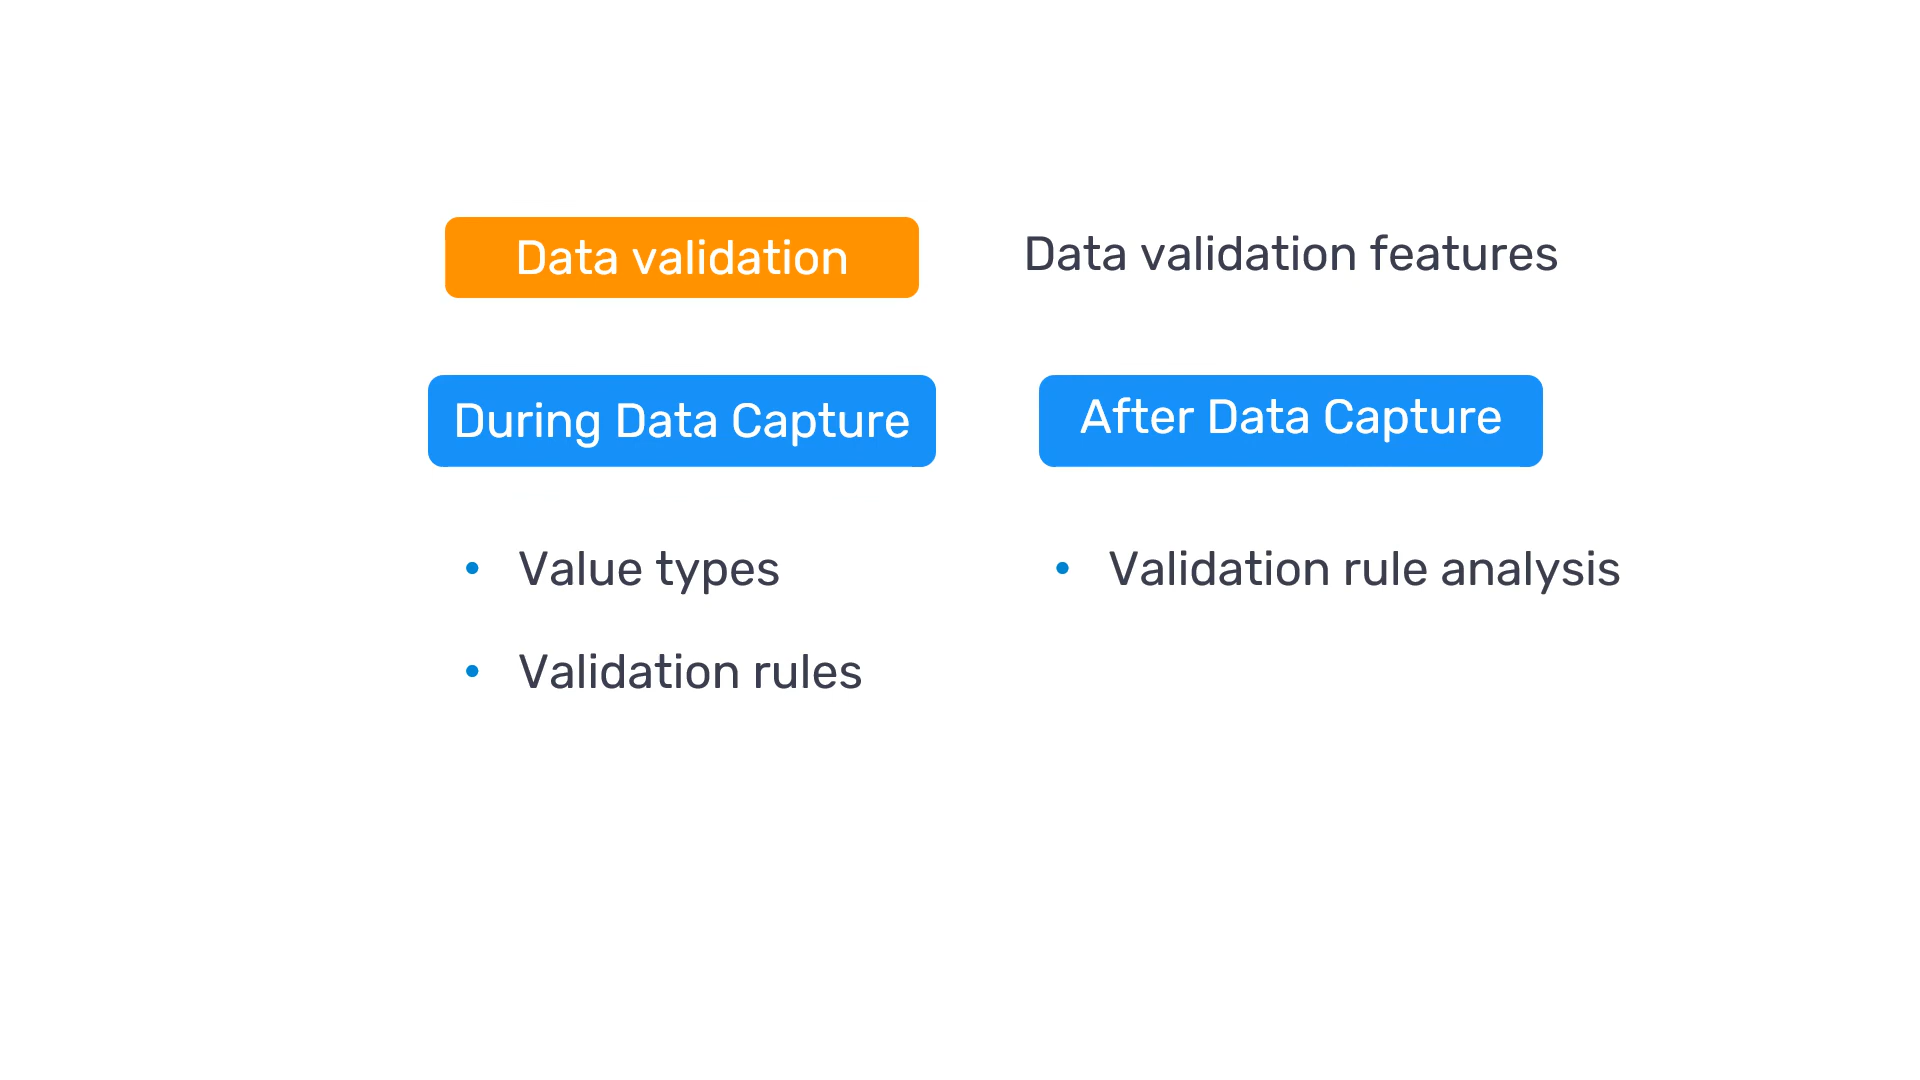 Data validation
Data validation features
During Data Capture
After Data Capture
• Value types
• Validation rules
• Validation rule analysis